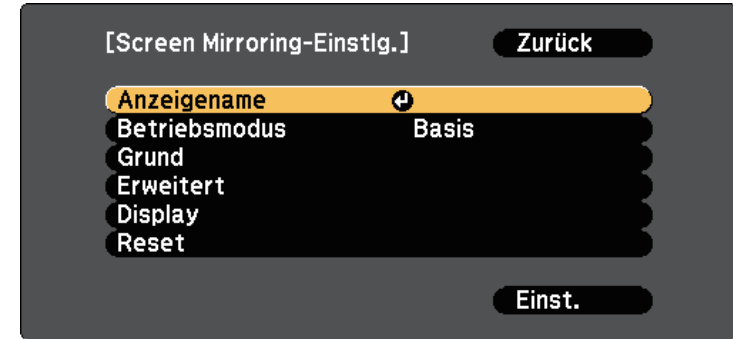 [Screen Mirroring-Einstlg.] Zurück
Anzeigename
Betriebsmodus Basis
Grund
Erweitert
Display
Reset
Einst.